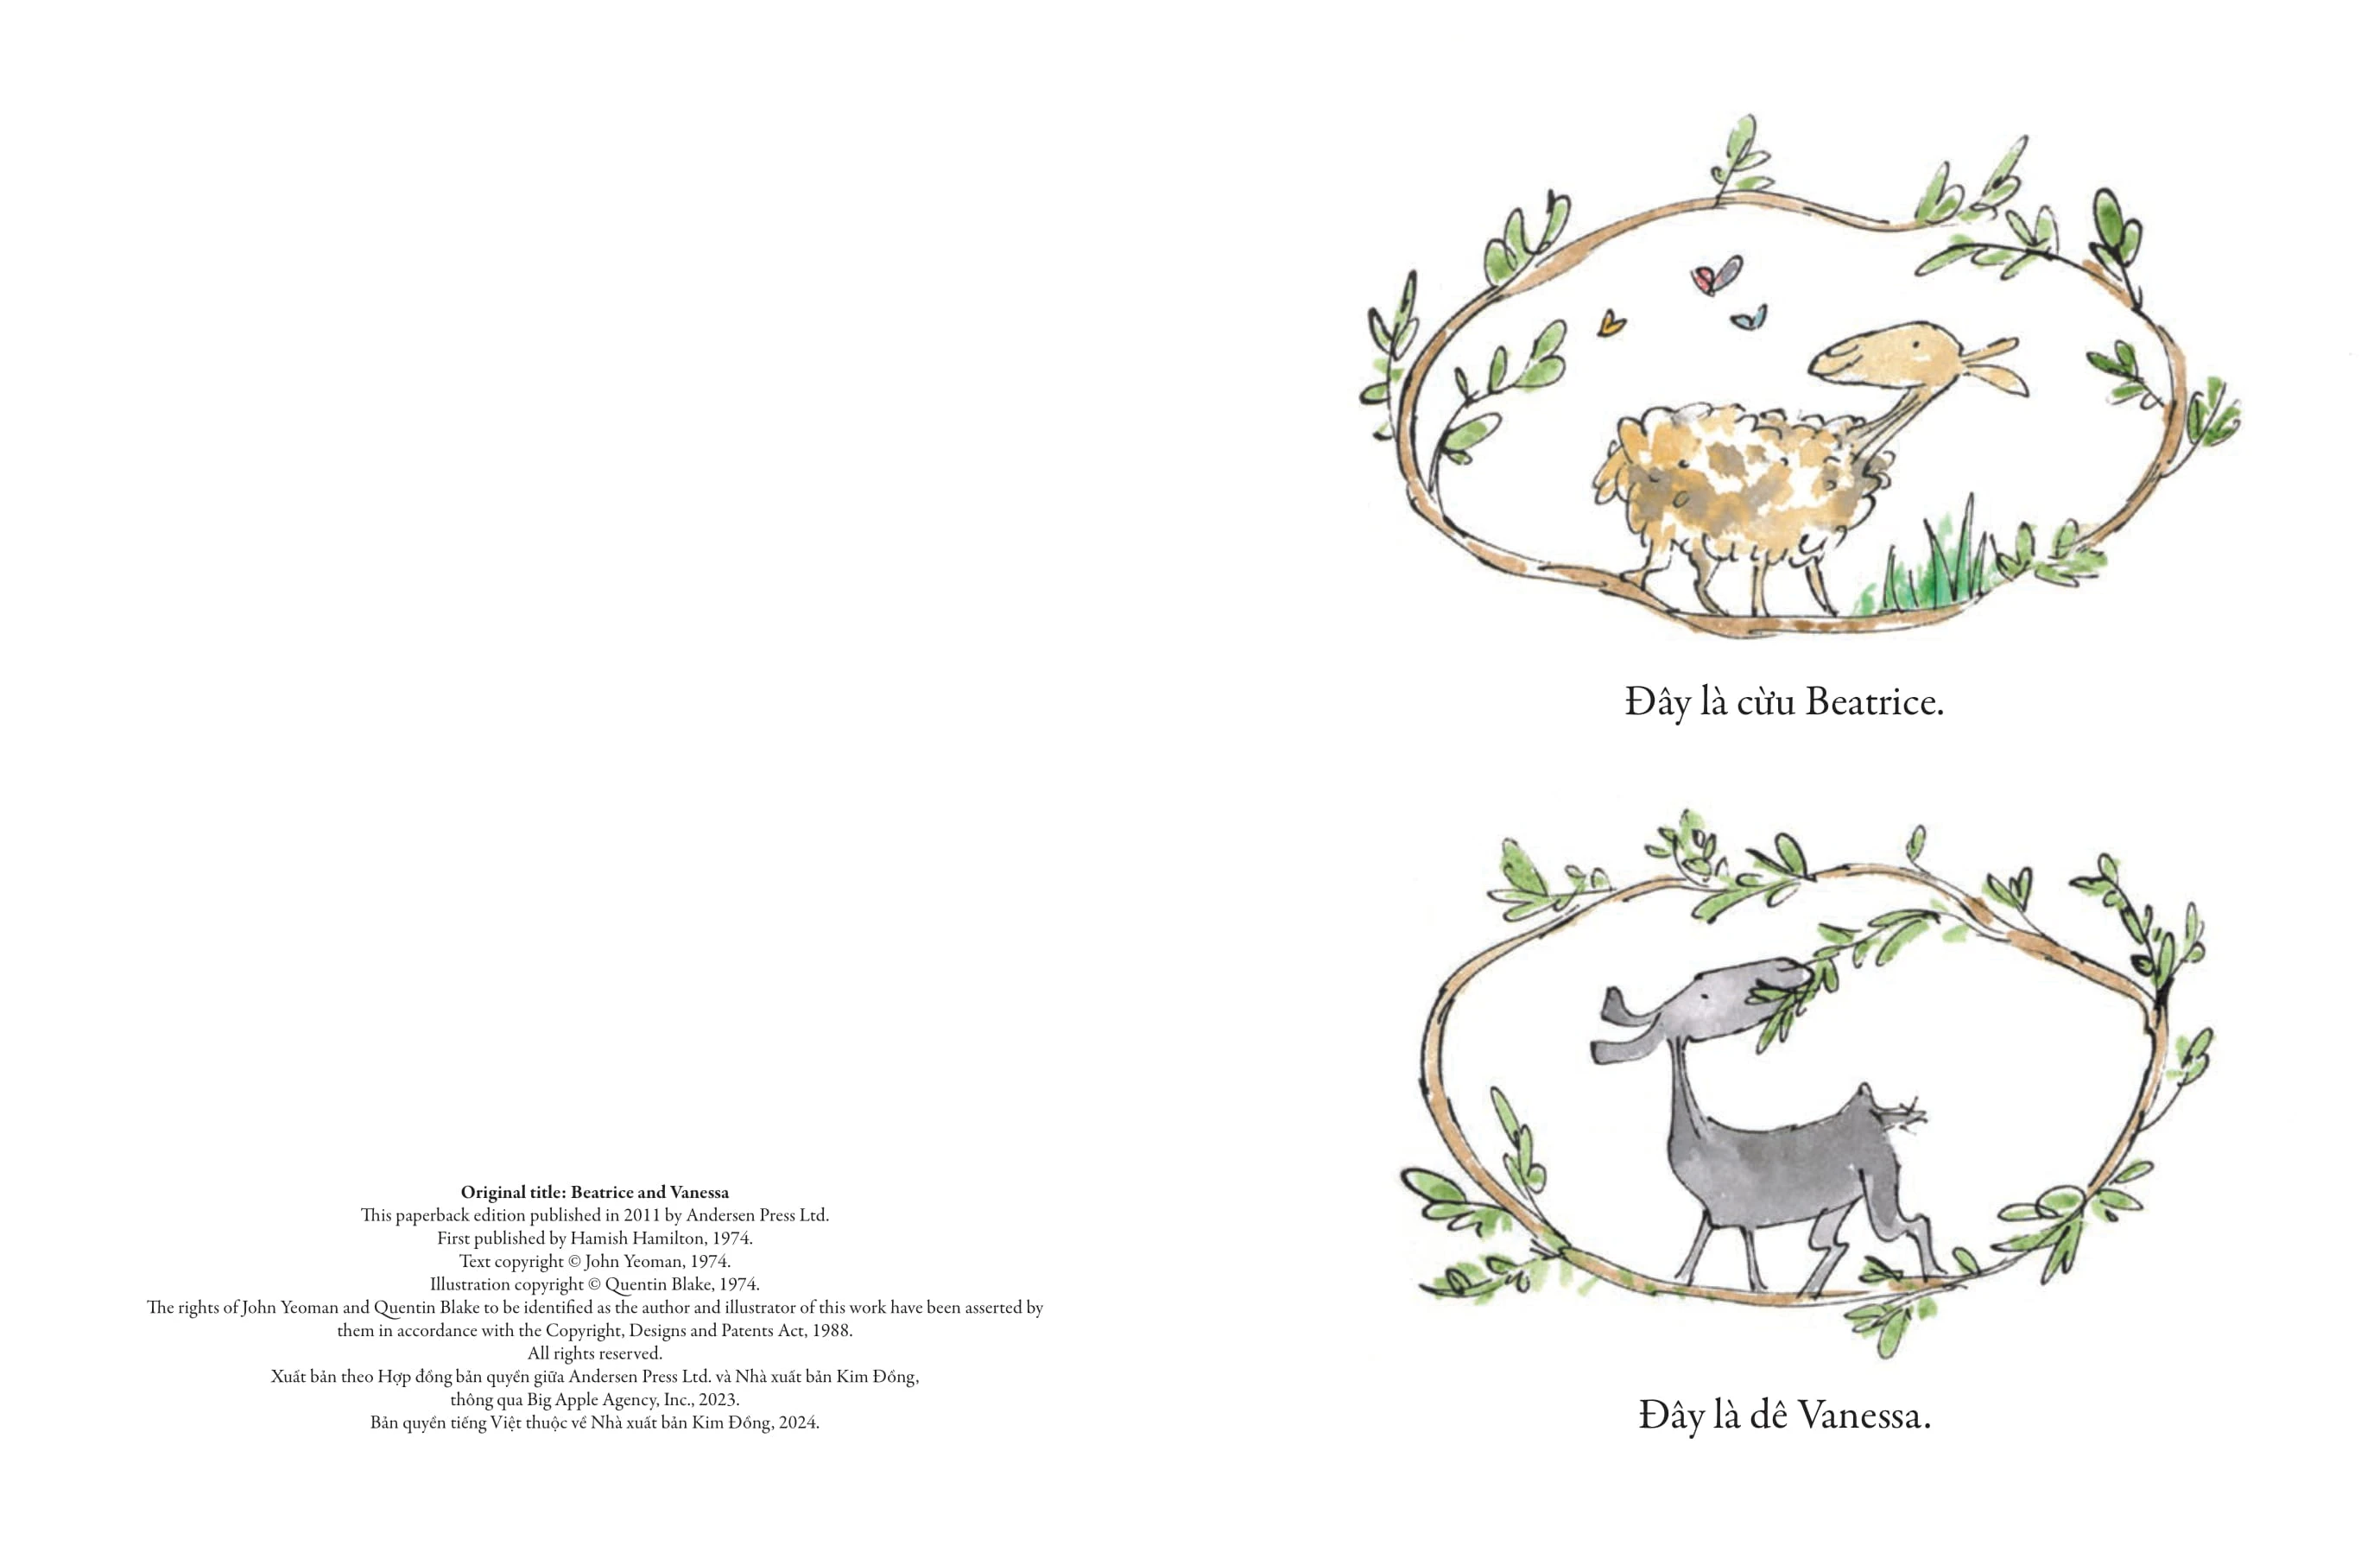 Original title: Beatrice and Vanessa
This paperback edition published in 2011 by Andersen Press Ltd.
First published by Hamish Hamilton, 1974.
Text copyright © John Yeoman, 1974.
Illustration copyright © Quentin Blake, 1974.
The rights of John Yeoman and Quentin Blake to be identified as the author and illustrator of this work have been asserted by
them in accordance with the Copyright, Designs and Patents Act, 1988.
All rights reserved.
Xuất bản theo Hợp đồng bản quyền giữa Andersen Press Ltd. và Nhà xuất bản Kim Đồng,
thông qua Big Apple Agency, Inc., 2023.
Bản quyền tiếng Việt thuộc về Nhà xuất bản Kim Đồng, 2024.
Đây là cừu Beatrice.
Đây là dê Vanessa.